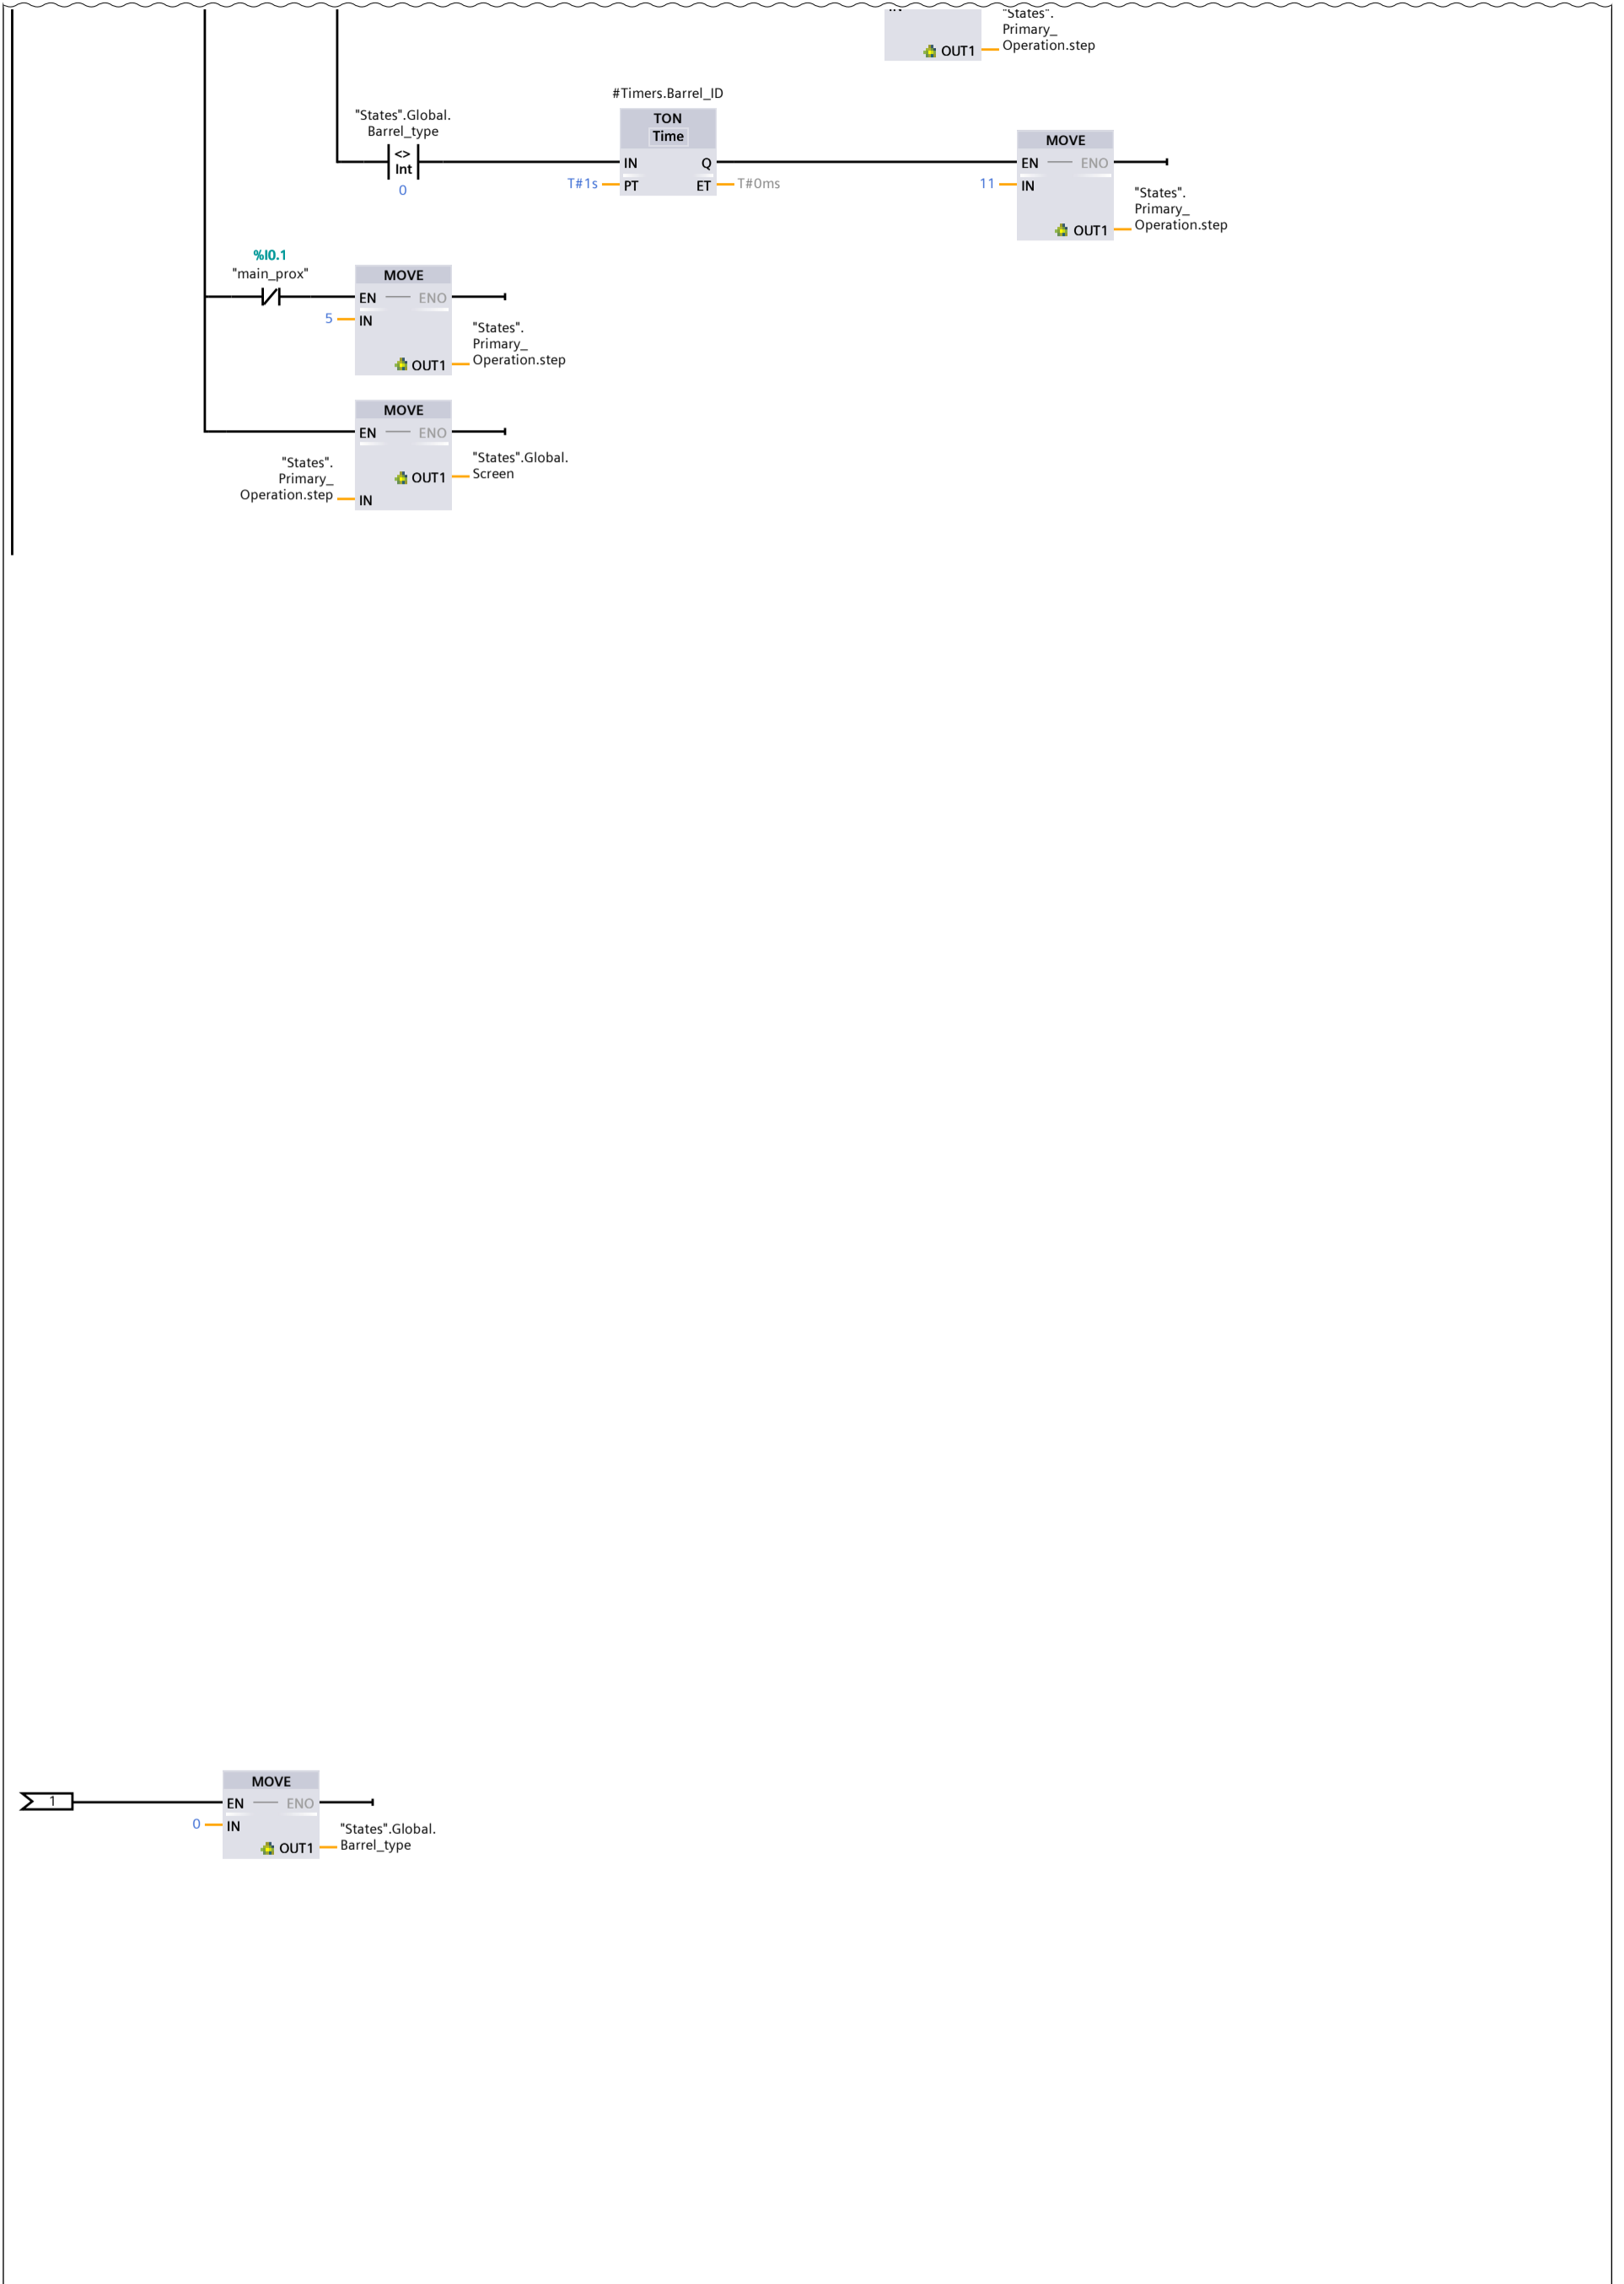 "States".
Primary_
Operation.step
OUT1
#Timers.Barrel_ID
"States".Global.
Barrel_type
<>
Int
0
TON
Time
IN
Q
T#1s
PT
ET
T#0ms
MOVE
EN
ENO
11
IN
OUT1
"States".
Primary_
Operation.step
%I0.1
"main_prox"
MOVE
EN
ENO
5
IN
OUT1
"States".
Primary_
Operation.step
MOVE
EN
ENO
OUT1
"States".Global.
Screen
"States".
Primary_
Operation.step
IN
1
MOVE
EN
ENO
0
IN
OUT1
"States".Global.
Barrel_type